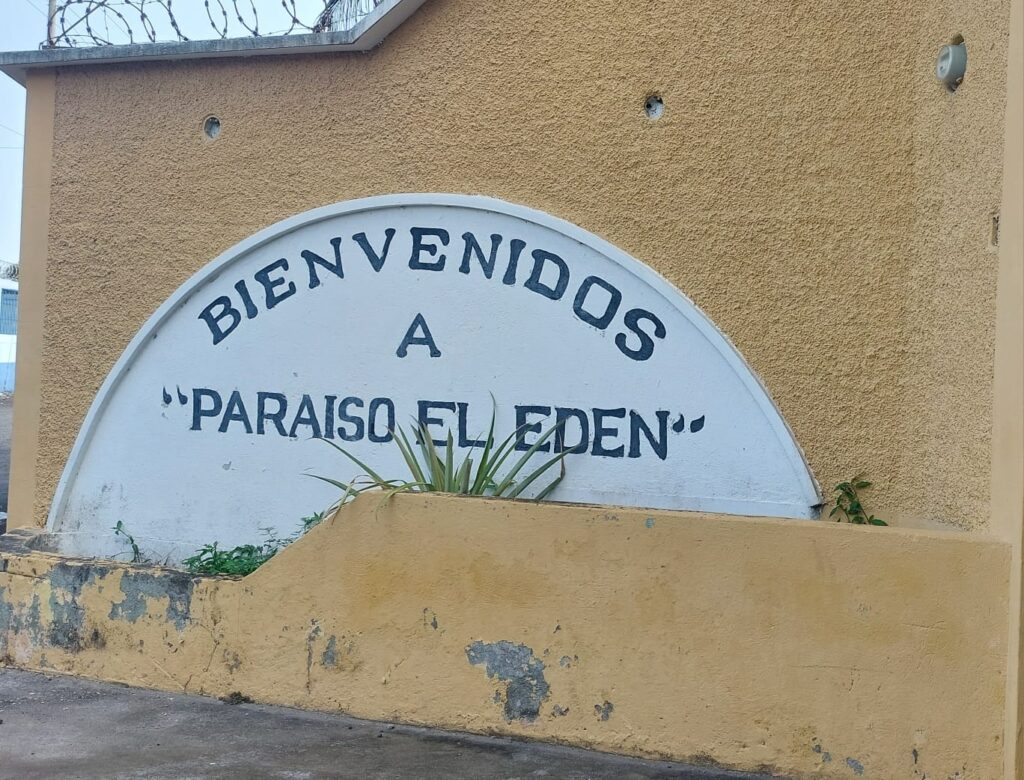 BIENVENIDOS
A
"PARAISO EL EDEN"